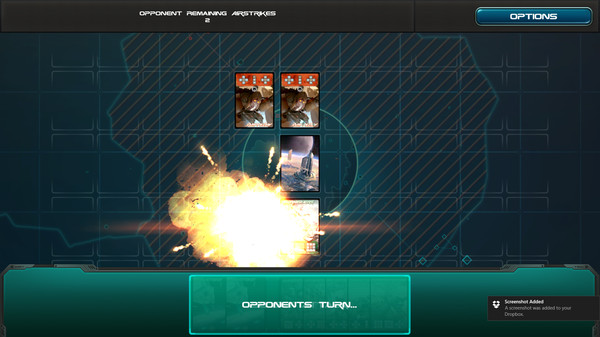 OPPONENT REMAINING AIRSTRIKES
2
OPTIONS
OPPONENTS TURN...
Screenshot Added
A screenshot was added to your
Dropbox.